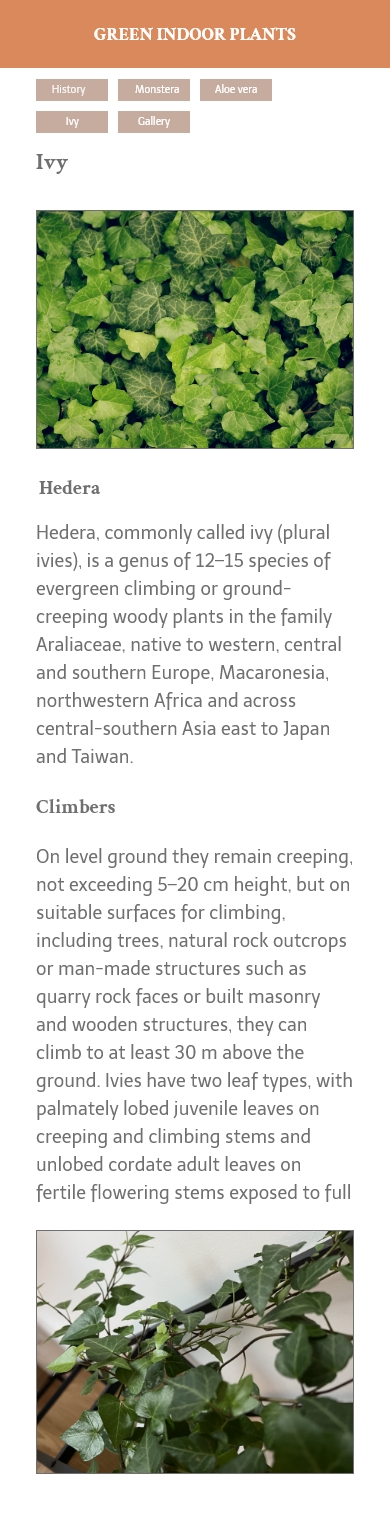 GREEN INDOOR PLANTS
History Monstera Aloe vera
Ivy Gallery
Ivy
Hedera
Hedera, commonly called ivy (plural
ivies), is a genus of 12–15 species of
evergreen climbing or ground-
creeping woody plants in the family
Araliaceae, native to western, central
and southern Europe, Macaronesia,
northwestern Africa and across
central-southern Asia east to Japan
and Taiwan.
Climbers
On level ground they remain creeping,
not exceeding 5–20 cm height, but on
suitable surfaces for climbing,
including trees, natural rock outcrops
or man-made structures such as
quarry rock faces or built masonry
and wooden structures, they can
climb to at least 30 m above the
ground. Ivies have two leaf types, with
palmately lobed juvenile leaves on
creeping and climbing stems and
unlobed cordate adult leaves on
fertile flowering stems exposed to full